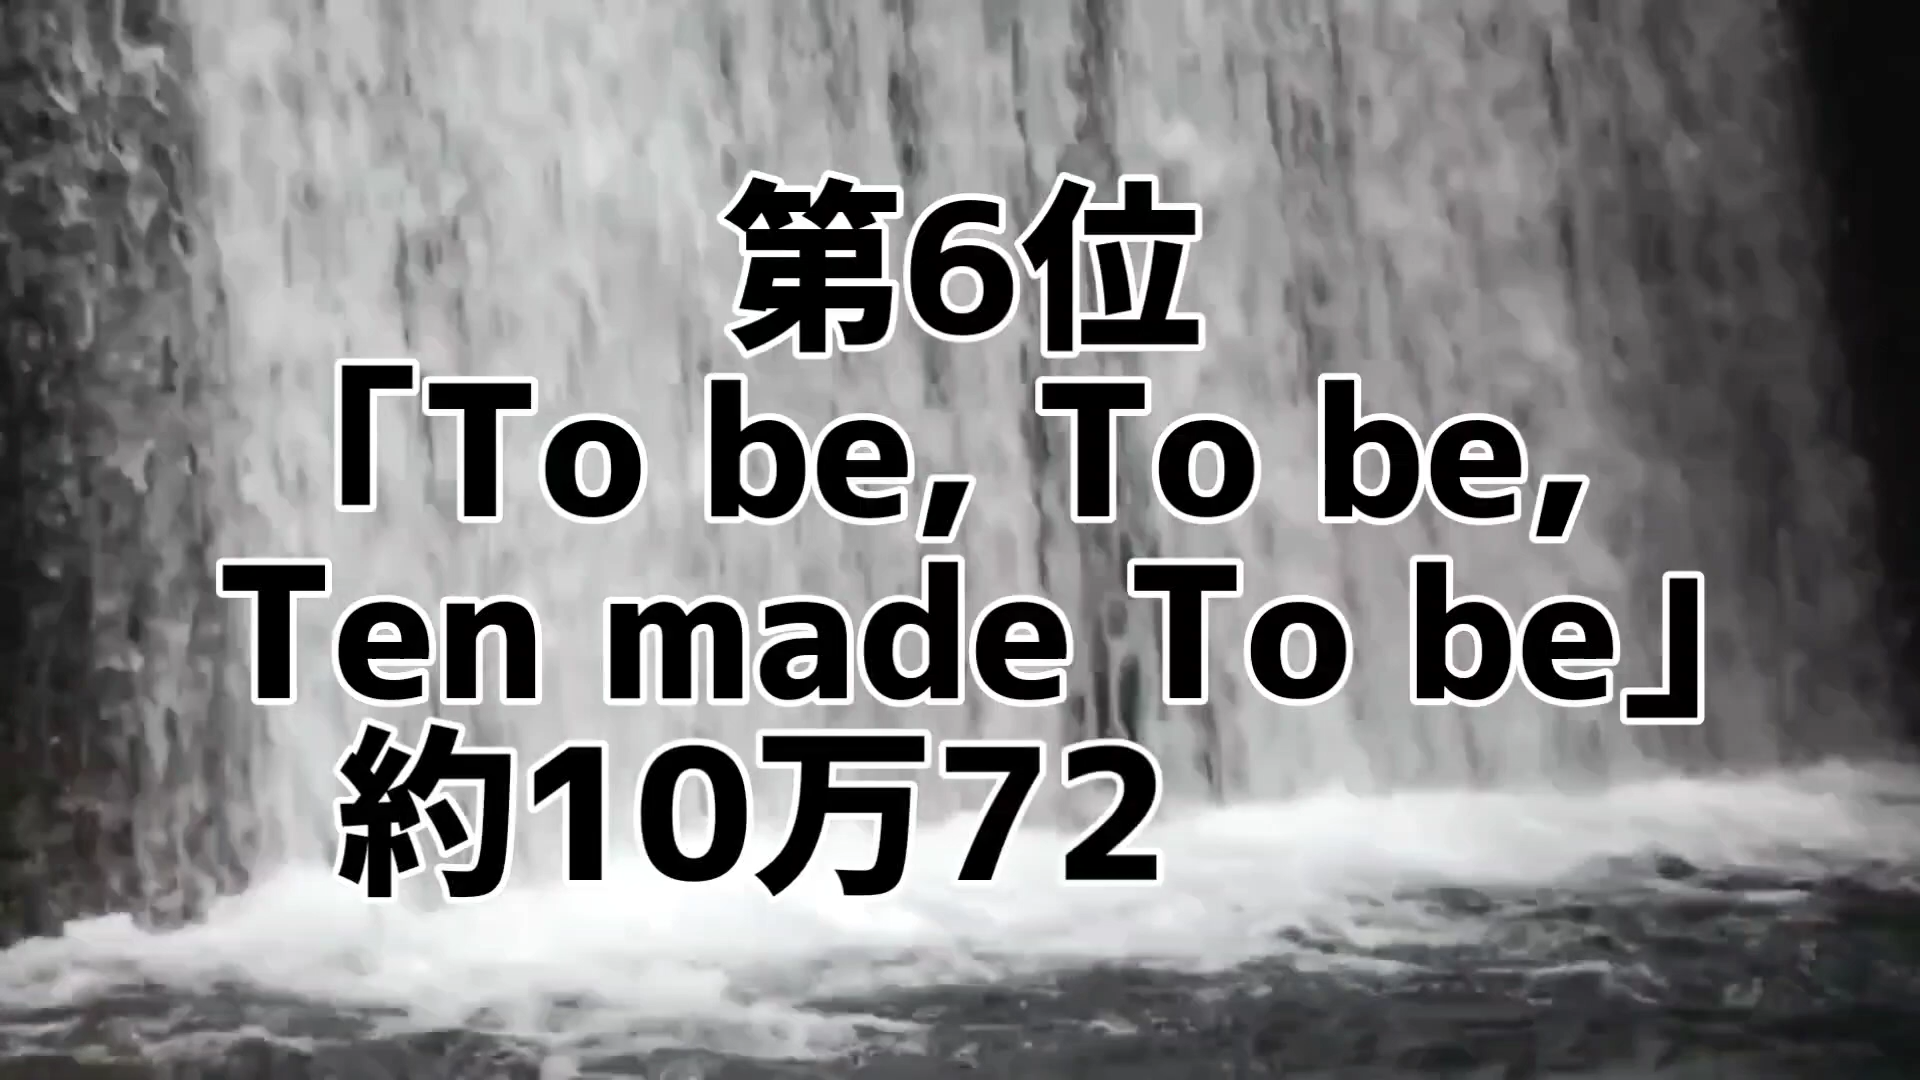 第6位
「To be, To be,
Ten made To be」
約10万72